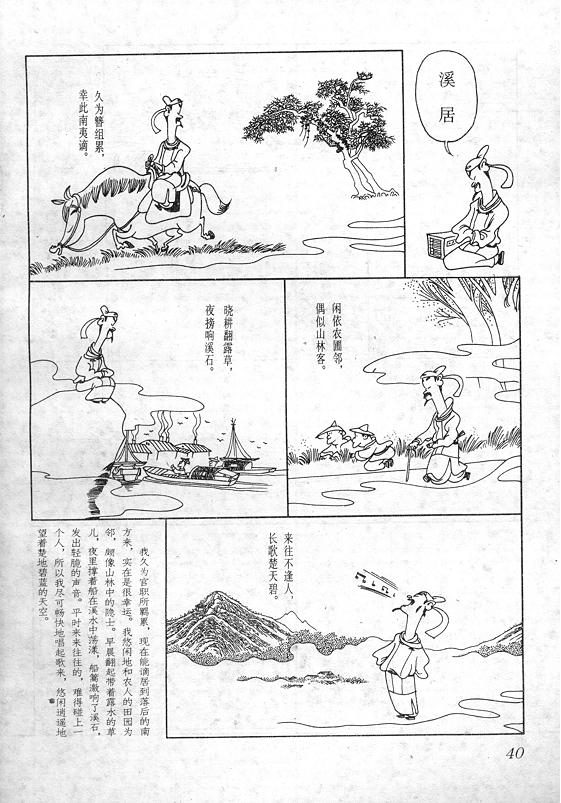 溪居
久为簪组累，
幸此南夷谪。
闲依农圃邻，
偶似山林客。
晓耕翻露草，
夜搒响溪石。
来往不逢人，
长歌楚天碧。
我久为官职所羁累，现在能谪居到落后的南
方来，实在是很幸运。我悠闲地和农人的田园为
邻，颇像山林中的隐士。早晨翻起带着露水的草
儿，夜里撑着船在溪水中荡漾，船篙激响了溪石，
发出轻脆的声音。平时来来往往的，难得碰上一
个人，所以我尽可畅快地唱起歌来，悠闲逍遥地
望着楚地碧蓝的天空。
40